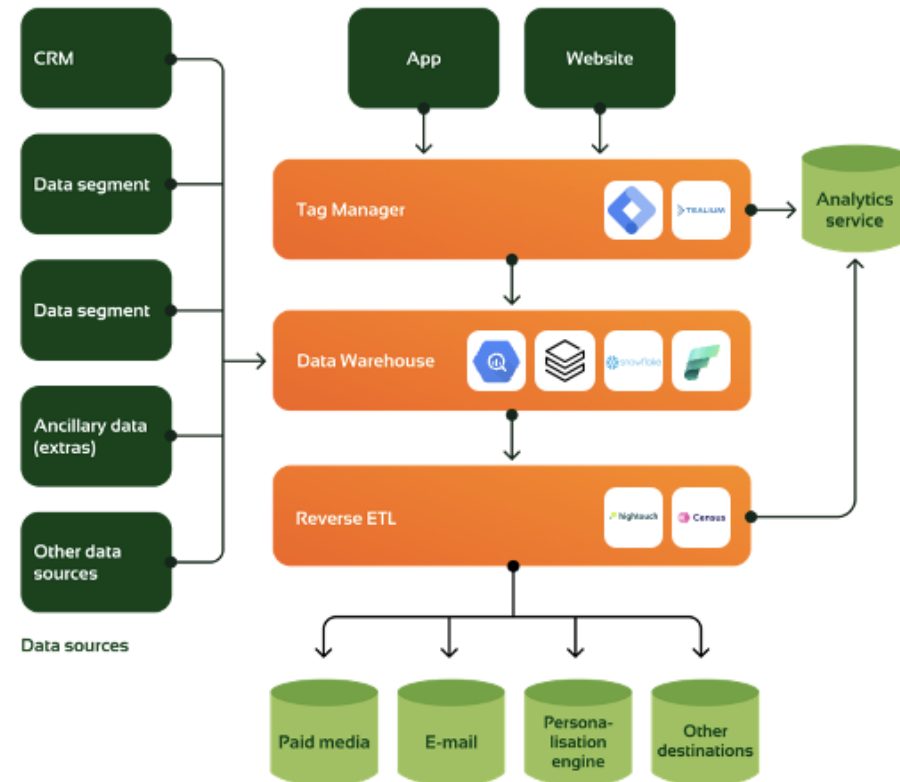 CRM
App
Website
Data segment
Tag Manager
TEALIUM
Analytics
service
Data segment
Data Warehouse
snowflake
Ancillary data
(extras)
Reverse ETL
hightouch
Census
Other data
sources
Data sources
Paid media
E-mail
Persona-
lisation
engine
Other
destinations